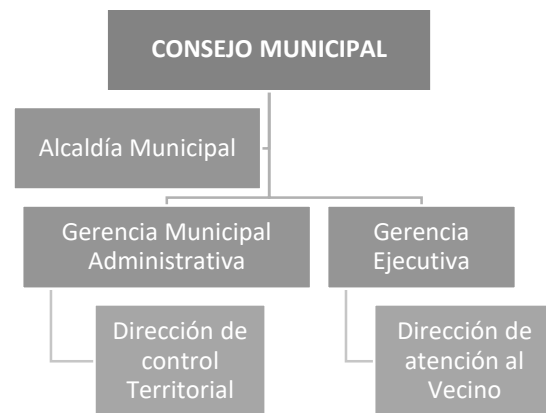 CONSEJO MUNICIPAL
Alcaldía Municipal
Gerencia Municipal
Administrativa
Gerencia
Ejecutiva
Dirección de
control
Territorial
Dirección de
atención al
Vecino